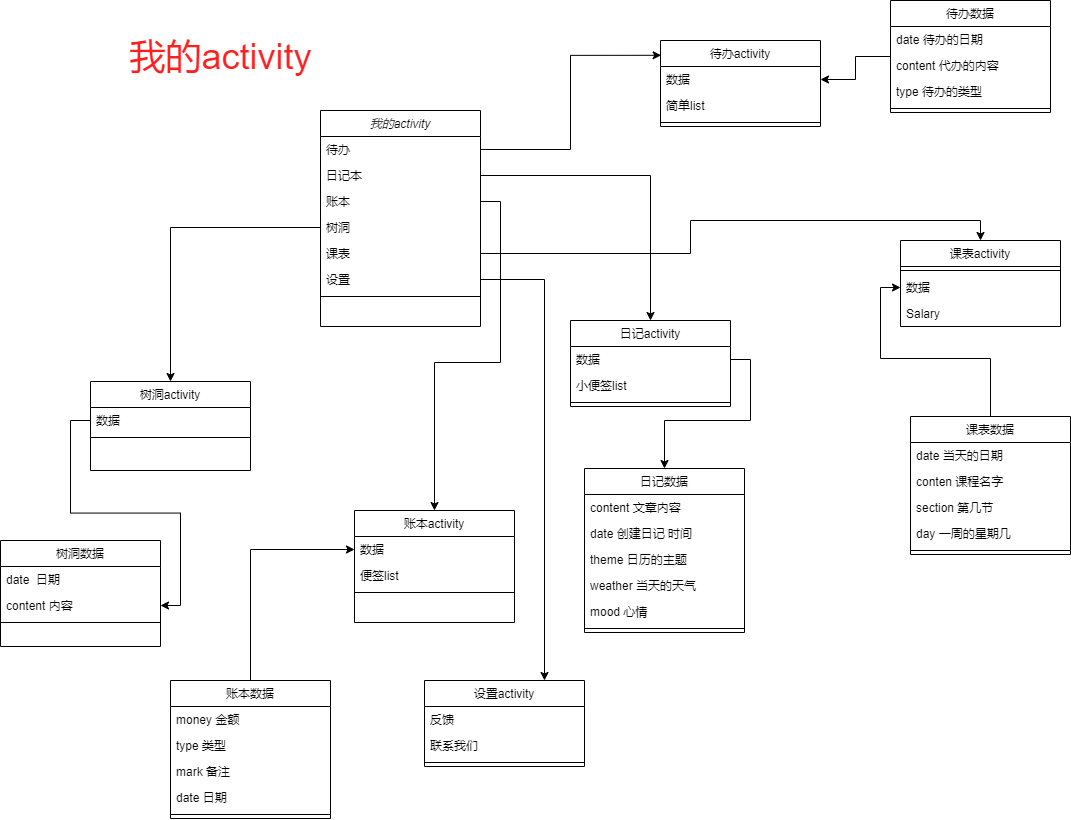 我的activity
待办数据
date 待办的日期
content 代办的内容
type 待办的类型
待办activity
数据
简单list
我的activity
待办
日记本
账本
树洞
课表
设置
课表activity
数据
Salary
日记activity
数据
小便签list
树洞activity
数据
课表数据
date 当天的日期
conten 课程名字
section 第几节
day 一周的星期几
日记数据
content 文章内容
date 创建日记 时间
theme 日历的主题
weather 当天的天气
mood 心情
账本activity
数据
便签list
树洞数据
date 日期
content 内容
账本数据
money 金额
type 类型
mark 备注
date 日期
设置activity
反馈
联系我们